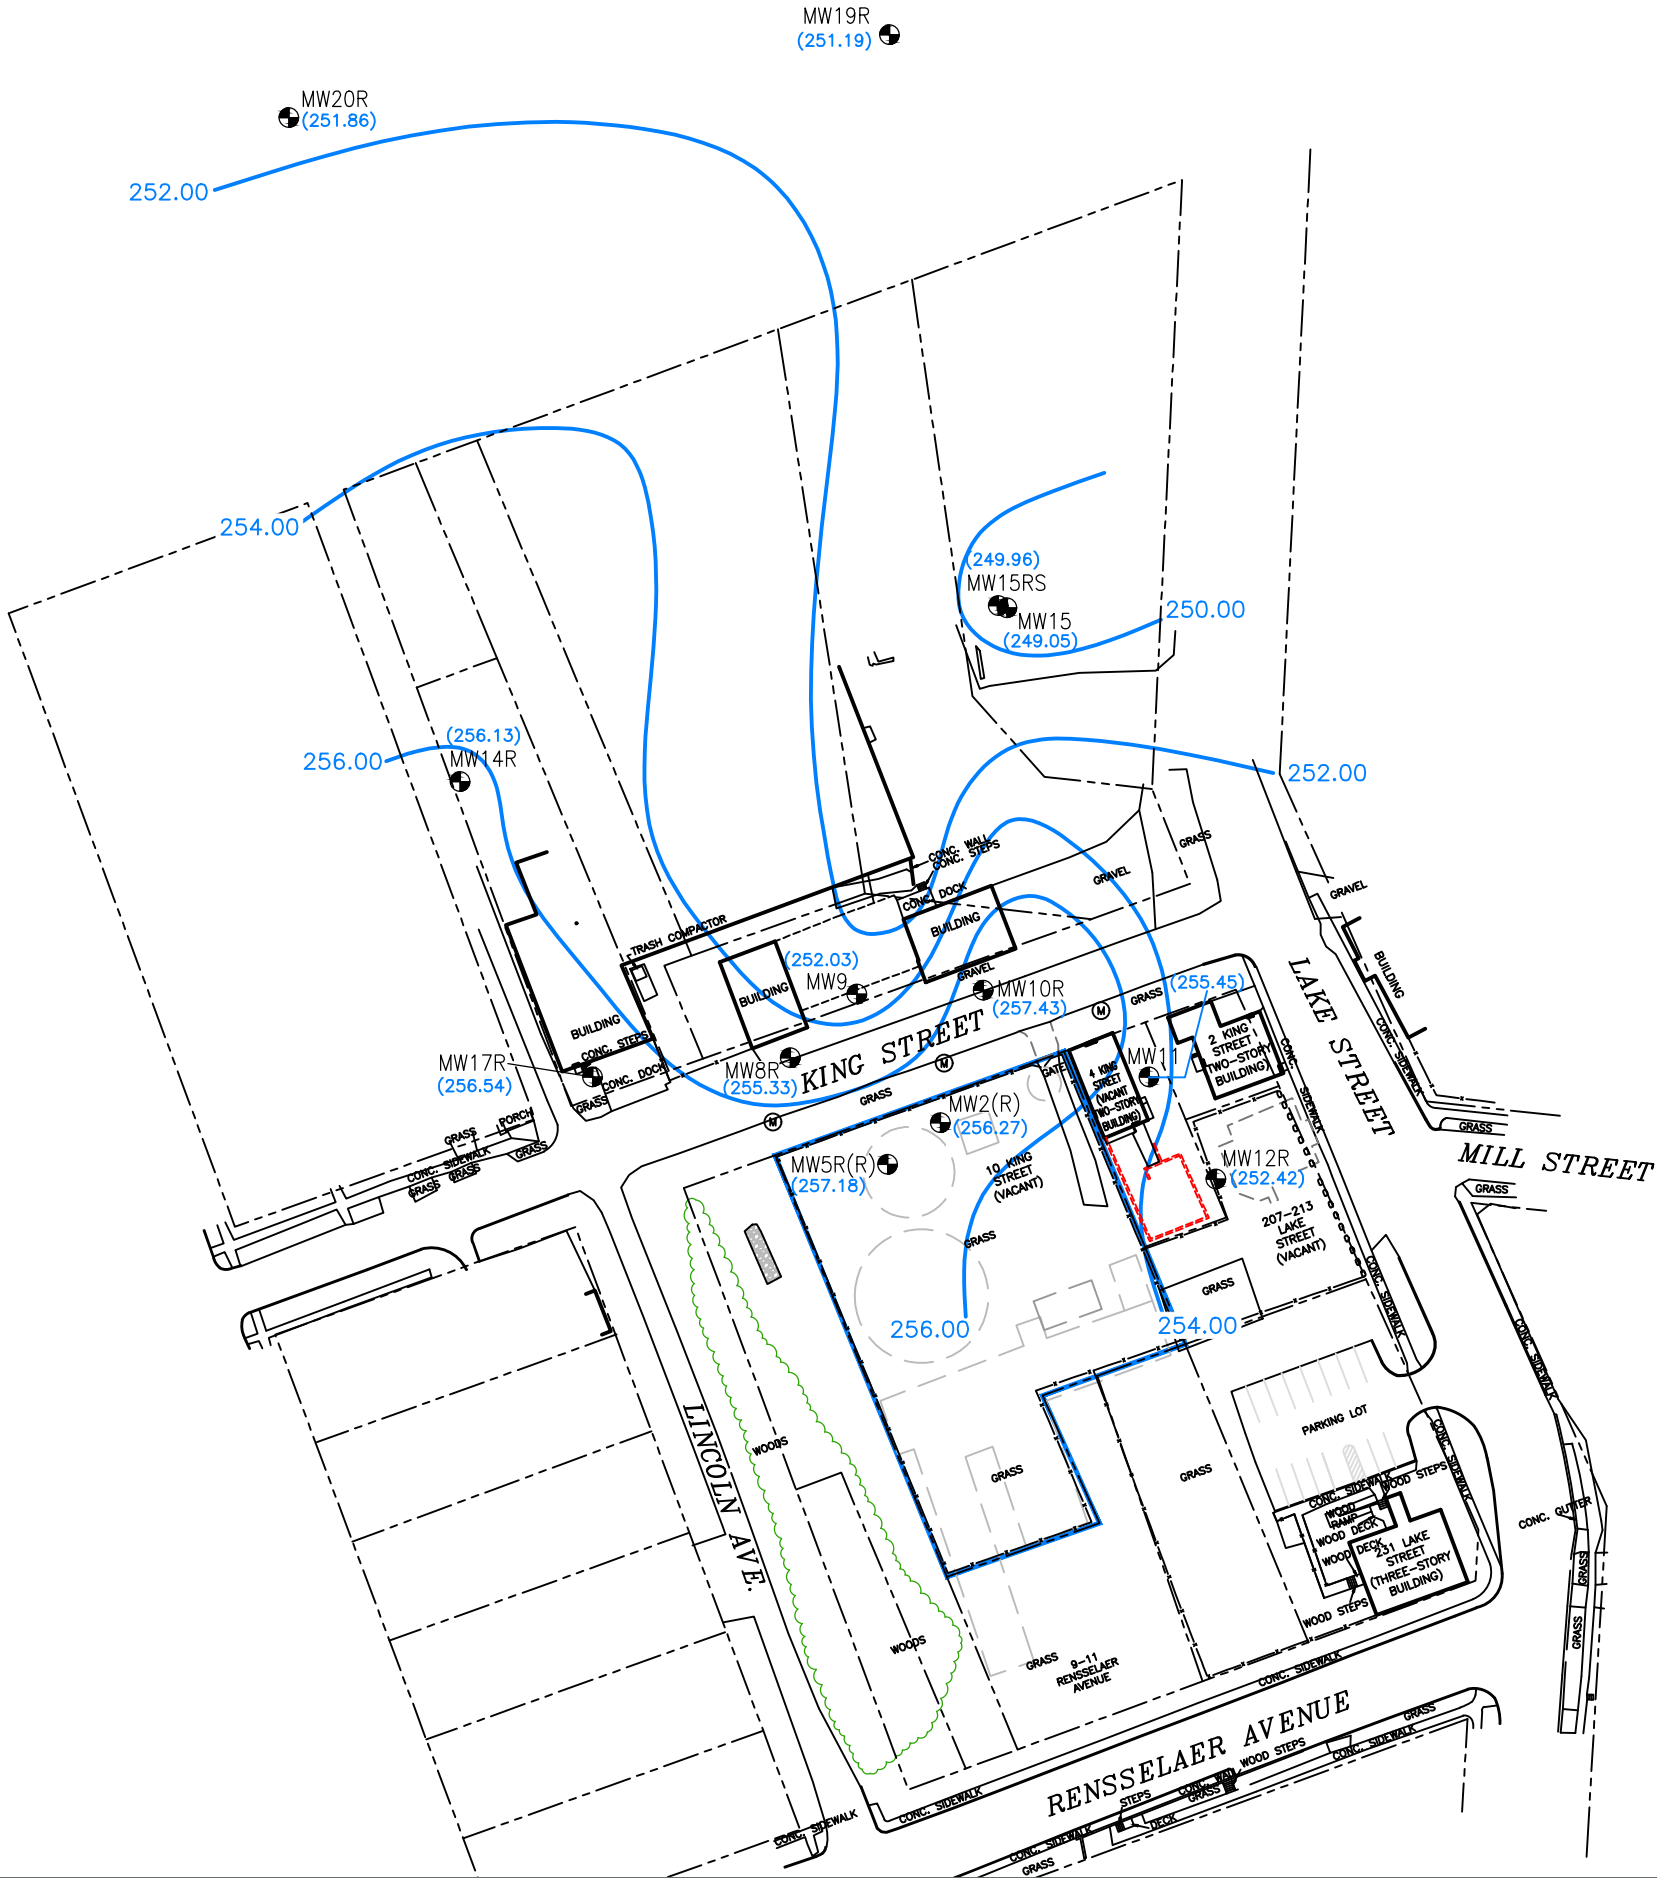 MW19R
(251.19)
MW20R
(251.86)
252.00
254.00
(249.96)
MW15RS
MW15
(249.05)
250.00
(256.13)
MW14R
256.00
252.00
CONC. WALL
CONC. STEPS
GRASS
GRAVEL
CONC. DOCK
BUILDING
GRAVEL
TRASH COMPACTOR
BUILDING
(252.03)
MW9
GRAVEL
MW10R
(257.43)
GRASS
(255.45)
LAKE STREET
BUILDING
CONC. SIDEWALK
BUILDING
CONC. STEPS
CONC. DOCK
GRASS
MW17R
(256.54)
MW8R
(255.33)
KING STREET
M
M
M
GRASS
GATE
4 KING
STREET
(VACANT
TWO-STORY
BUILDING)
MW11
2 KING
STREET
(TWO-STORY
BUILDING)
CONC.
SIDEWALK
GRASS
MILL STREET
GRASS
PORCH
GRASS
GRASS
CONC. SIDEWALK
GRASS
GRASS
MW2(R)
(256.27)
MW5R(R)
(257.18)
10 KING
STREET
(VACANT)
MW12R
(252.42)
207-213
LAKE
STREET
(VACANT)
GRASS
GRASS
CONC. SIDEWALK
256.00
254.00
CONC. SIDEWALK
LINCOLN AVE.
WOODS
GRASS
GRASS
PARKING LOT
CONC. SIDEWALK
CONC. SIDEWALK
WOOD STEPS
WOOD
RAMP
WOOD DECK
WOOD DECK
231 LAKE
STREET
(THREE-STORY
BUILDING)
WOOD STEPS
CONC. GUTTER
GRASS
GRASS
WOODS
GRASS
9-11
RENSSELAER
AVENUE
CONC. SIDEWALK
RENSSELAER AVENUE
GRASS
CONC. SIDEWALK
WOOD STEPS
CONC. WALL
GRASS
STEPS
DECK
CONC. SIDEWALK
CONC. SIDEWALK
CONC. SIDEWALK
GRASS